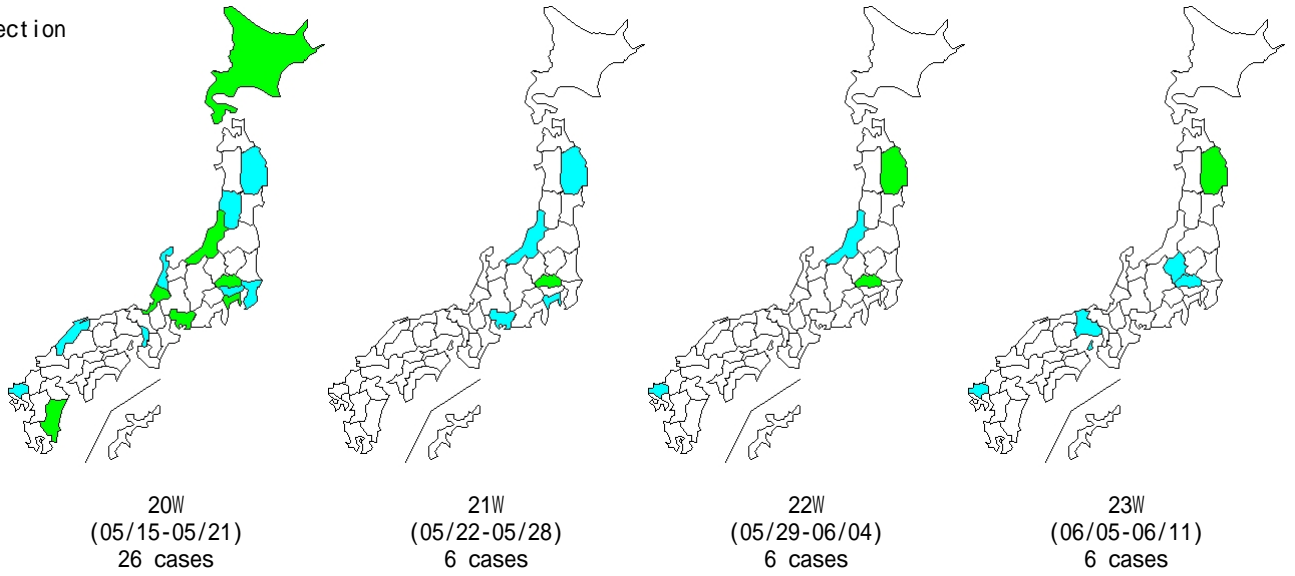 ection
20W
(05/15-05/21)
26 cases
21W
(05/22-05/28)
6 cases
22W
(05/29-06/04)
6 cases
23W
(06/05-06/11)
6 cases